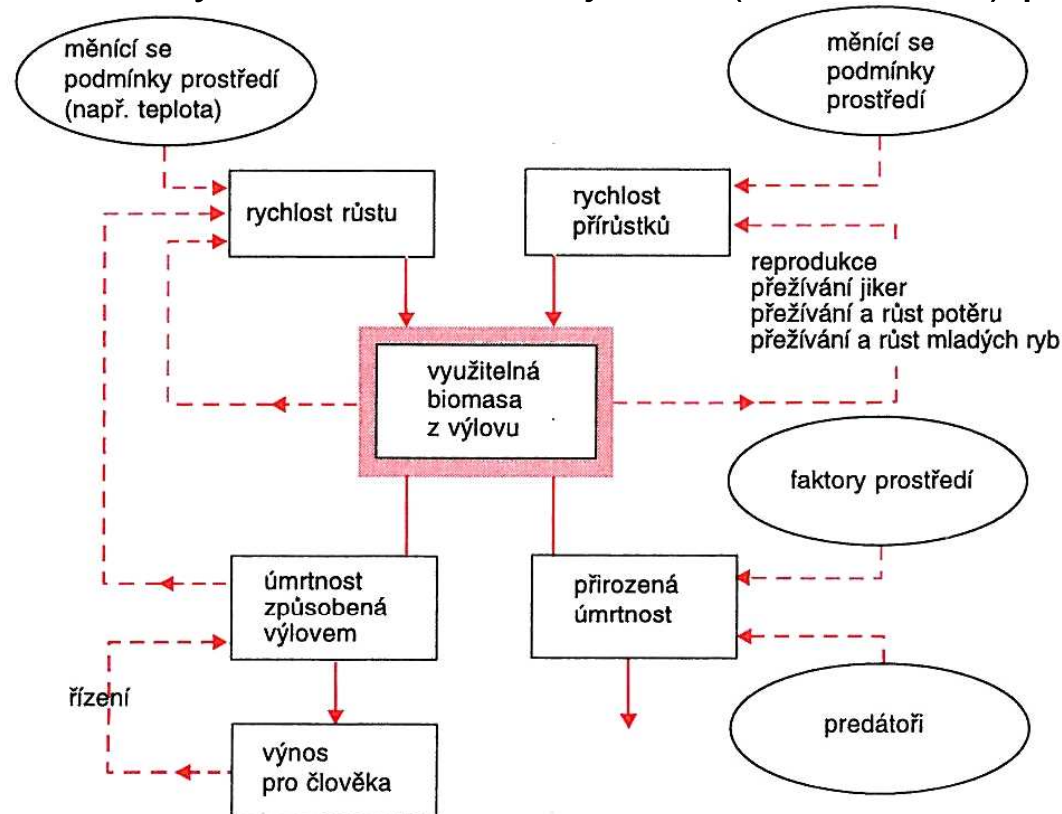 měnící se
podmínky prostředí
(např. teplota)
měnící se
podmínky
prostředí
rychlost růstu
rychlost
přírůstků
reprodukce
přežívání jiker
přežívání a růst potěru
přežívání a růst mladých ryb
využitelná
biomasa
z výlovu
faktory prostředí
úmrtnost
způsobená
výlovem
přirozená
úmrtnost
řízení
predátoři
výnos
pro člověka